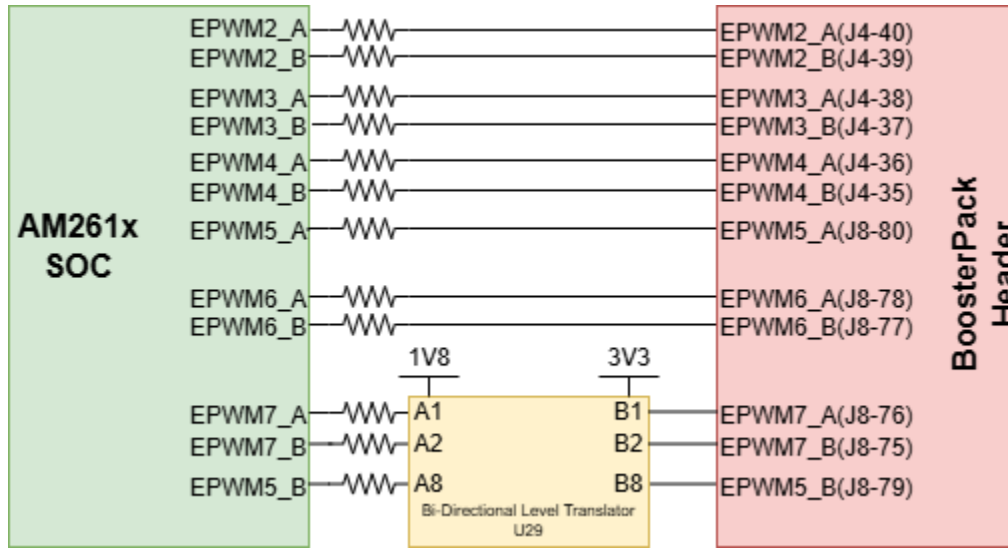 AM261x
SOC
EPWM2_A
EPWM2_B
EPWM3_A
EPWM3_B
EPWM4_A
EPWM4_B
EPWM5_A
EPWM6_A
EPWM6_B
EPWM7_A
EPWM7_B
EPWM5_B
1V8
3V3
A1
B1
A2
B2
A8
B8
Bi-Directional Level Translator
U29
EPWM2_A(J4-40)
EPWM2_B(J4-39)
EPWM3_A(J4-38)
EPWM3_B(J4-37)
EPWM4_A(J4-36)
EPWM4_B(J4-35)
EPWM5_A(J8-80)
EPWM6_A(J8-78)
EPWM6_B(J8-77)
EPWM7_A(J8-76)
EPWM7_B(J8-75)
EPWM5_B(J8-79)
BoosterPack
Header